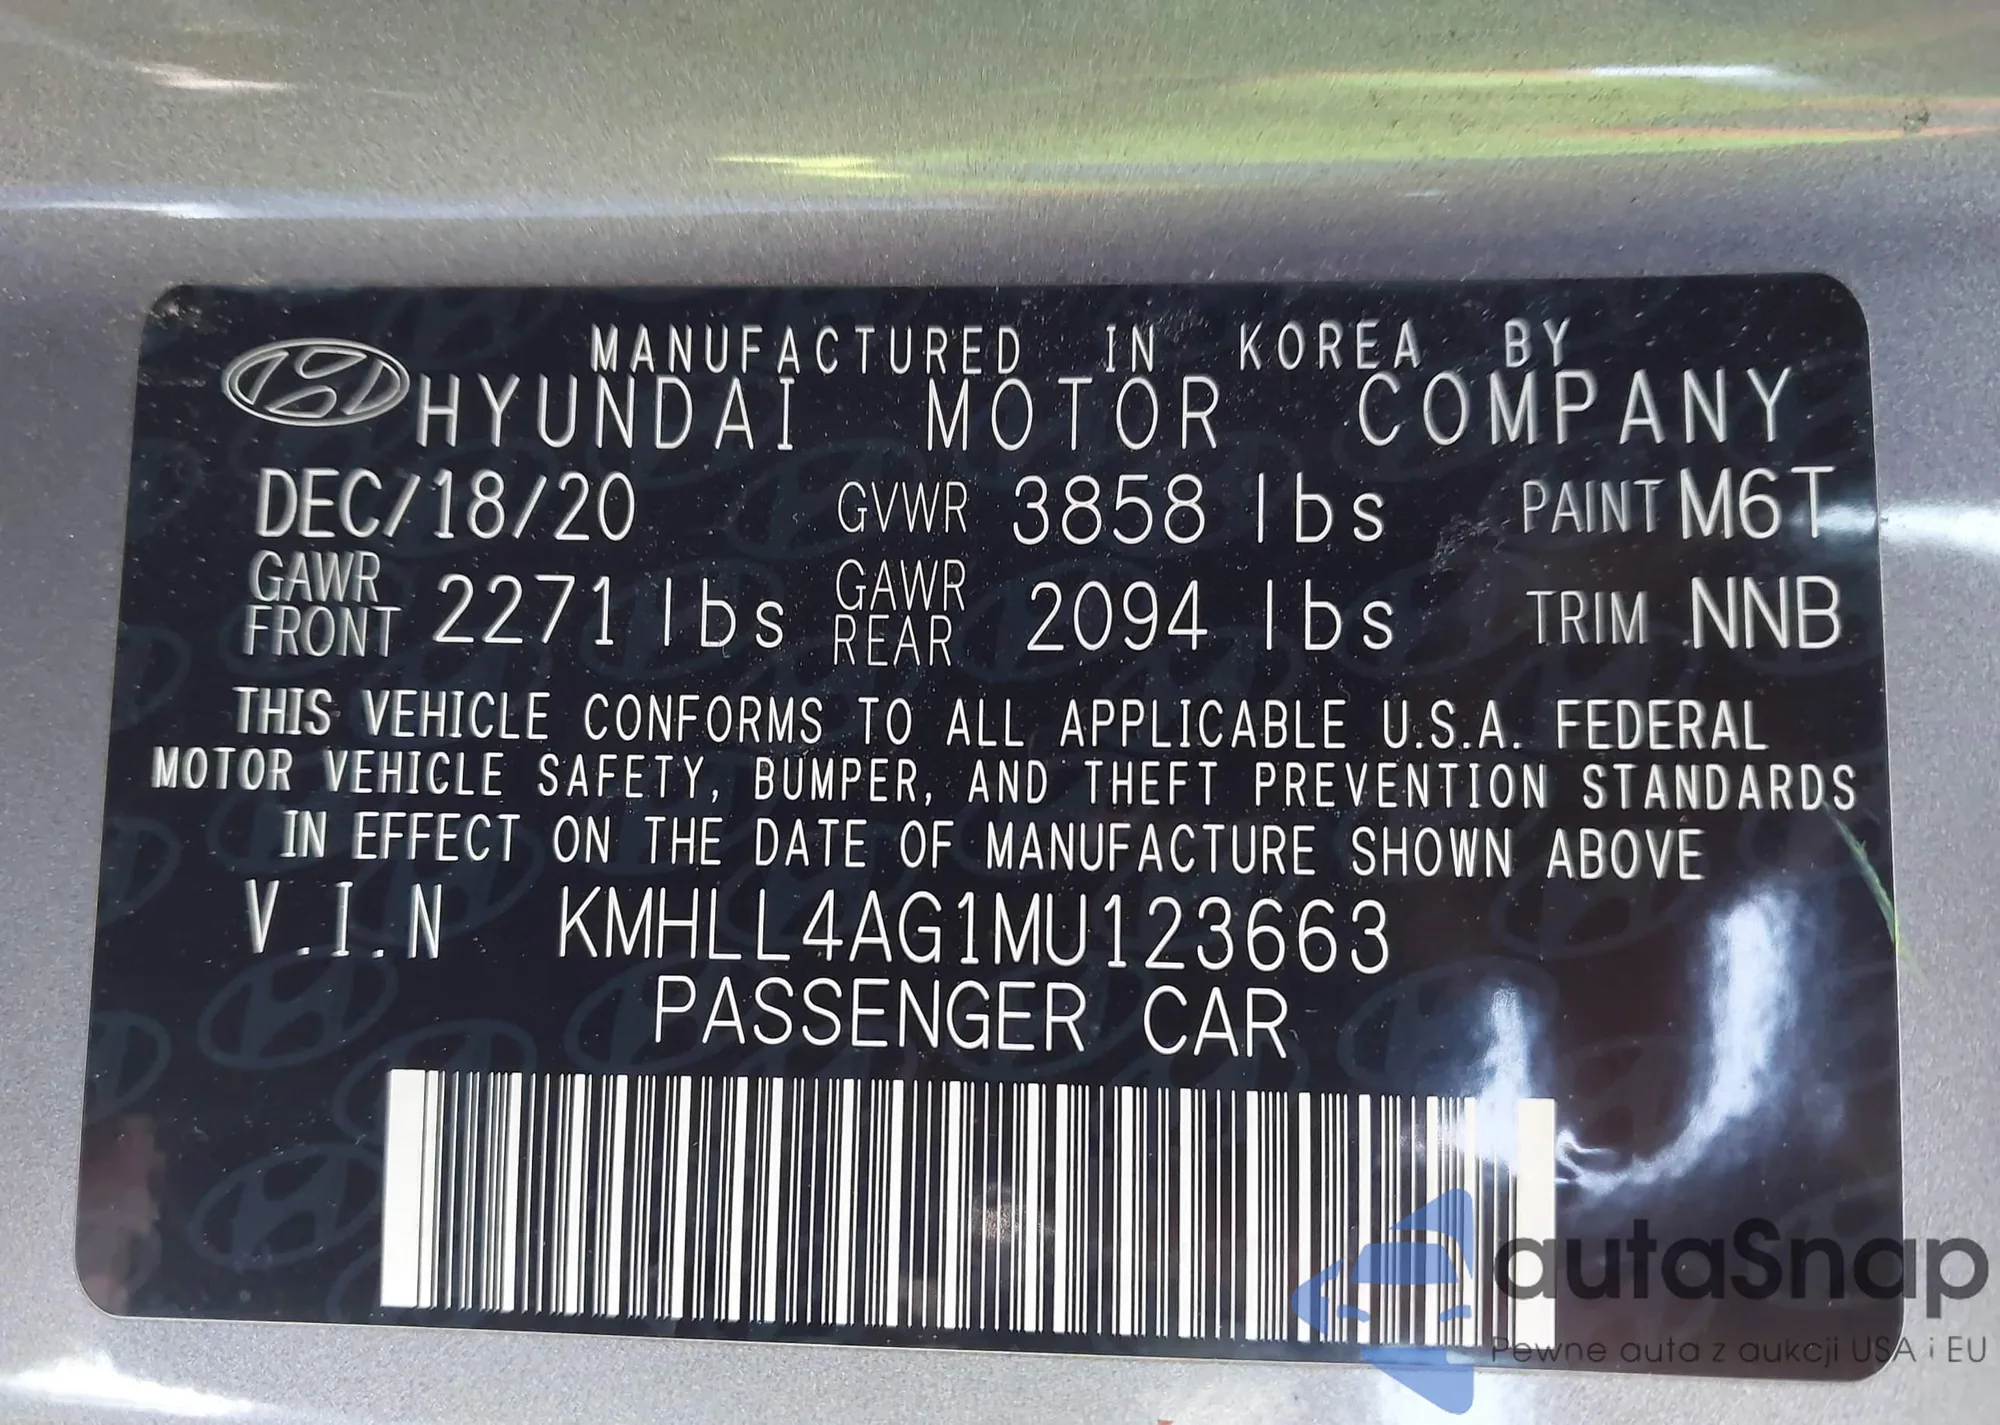 MANUFACTURED IN KOREA BY
HYUNDAI MOTOR COMPANY
DEC/18/20 GVWR 3858 lbs PAINT M6T
GAWR FRONT 2271 lbs GAWR REAR 2094 lbs TRIM NNB
THIS VEHICLE CONFORMS TO ALL APPLICABLE U.S.A. FEDERAL
MOTOR VEHICLE SAFETY, BUMPER, AND THEFT PREVENTION STANDARDS
IN EFFECT ON THE DATE OF MANUFACTURE SHOWN ABOVE
V.I.N KMHLL4AG1MU123663
PASSENGER CAR
autaSnap
Pewne auta z aukcji USA i EU